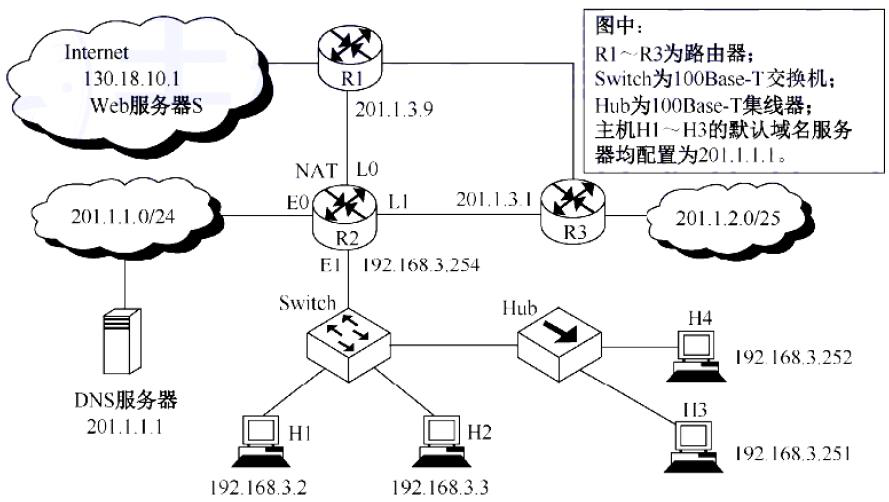 Internet
130.18.10.1
Web服务器S
R1
201.1.3.9
图中：
R1～R3为路由器；
Switch为100Base-T交换机；
Hub为100Base-T集线器；
主机H1～H3的默认域名服务
器均配置为201.1.1.1。
NAT
L0
201.1.1.0/24
E0
L1
R2
201.1.3.1
R3
201.1.2.0/25
E1
192.168.3.254
Switch
Hub
H4
192.168.3.252
DNS服务器
201.1.1.1
H1
192.168.3.2
H2
192.168.3.3
H3
192.168.3.251